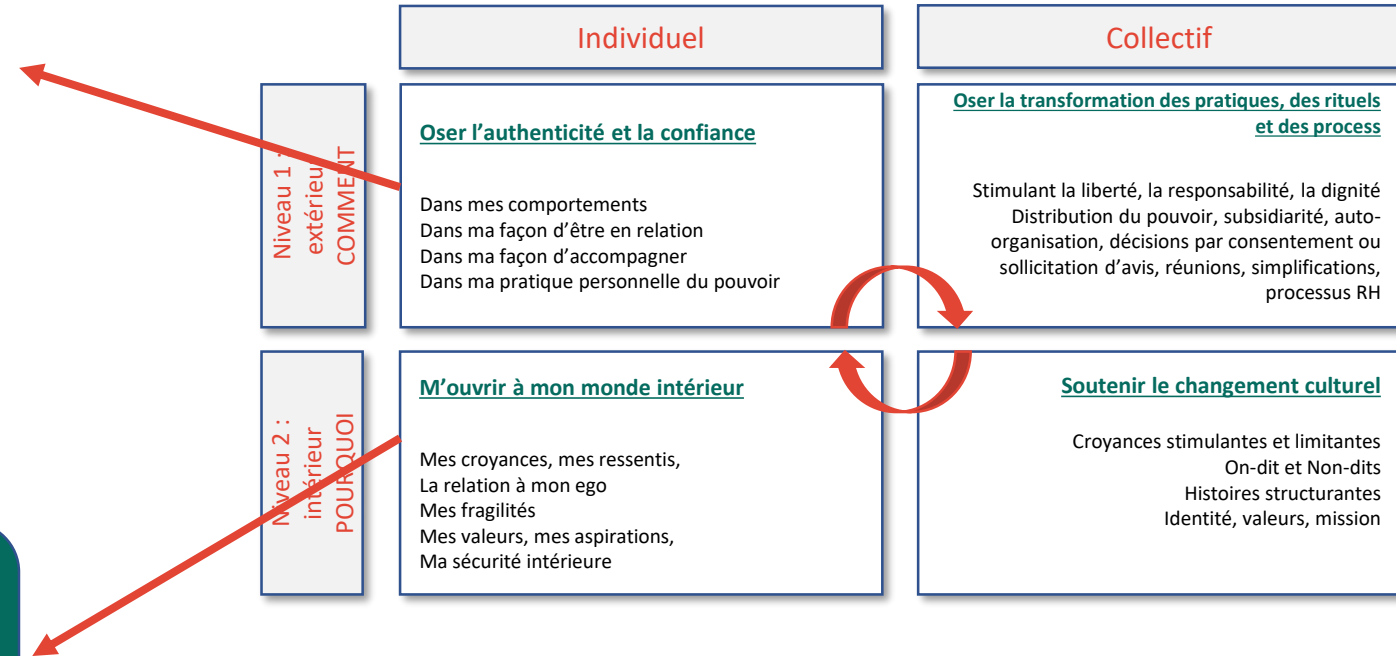 Individuel
Collectif
Niveau 1 :
extérieur
COMMENT
Oser l’authenticité et la confiance
Dans mes comportements
Dans ma façon d’être en relation
Dans ma façon d’accompagner
Dans ma pratique personnelle du pouvoir
Oser la transformation des pratiques, des rituels
et des process
Stimulant la liberté, la responsabilité, la dignité
Distribution du pouvoir, subsidiarité, auto-
organisation, décisions par consentement ou
sollicitation d’avis, réunions, simplifications,
processus RH
Niveau 2 :
intérieur
POURQUOI
M’ouvrir à mon monde intérieur
Mes croyances, mes ressentis,
La relation à mon ego
Mes fragilités
Mes valeurs, mes aspirations,
Ma sécurité intérieure
Soutenir le changement culturel
Croyances stimulantes et limitantes
On-dit et Non-dits
Histoires structurantes
Identité, valeurs, mission